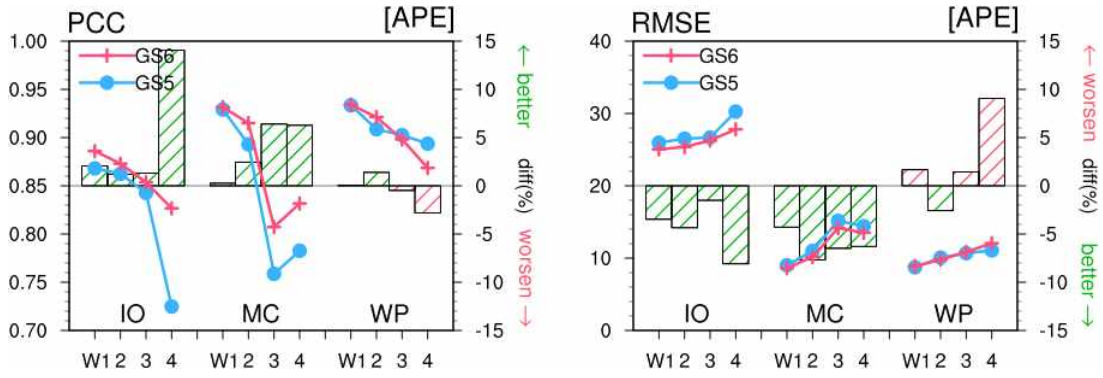 PCC [APE]
1.00
0.95
0.90
0.85
0.80
0.75
0.70
GS6
GS5
IO MC WP
W1 2 3 4 W1 2 3 4 W1 2 3 4
15
10
5
0
-5
-10
-15
← worsen diff(%) better →
RMSE [APE]
40
30
20
10
0
GS6
GS5
IO MC WP
W1 2 3 4 W1 2 3 4 W1 2 3 4
15
10
5
0
-5
-10
-15
← better diff(%) worsen →